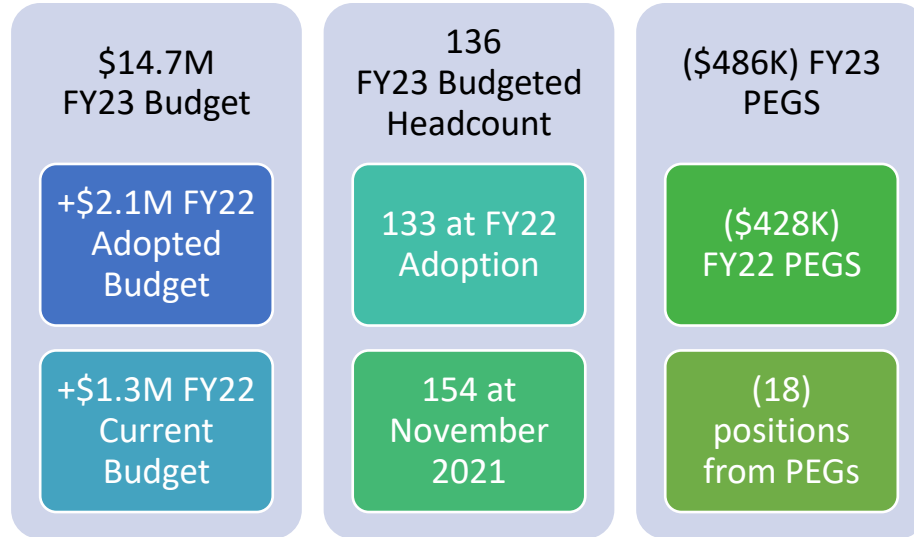 $14.7M
FY23 Budget
+$2.1M FY22
Adopted
Budget
+$1.3M FY22
Current
Budget
136
FY23 Budgeted
Headcount
133 at FY22
Adoption
154 at
November
2021
($486K) FY23
PEGS
($428K)
FY22 PEGS
(18)
positions
from PEGs